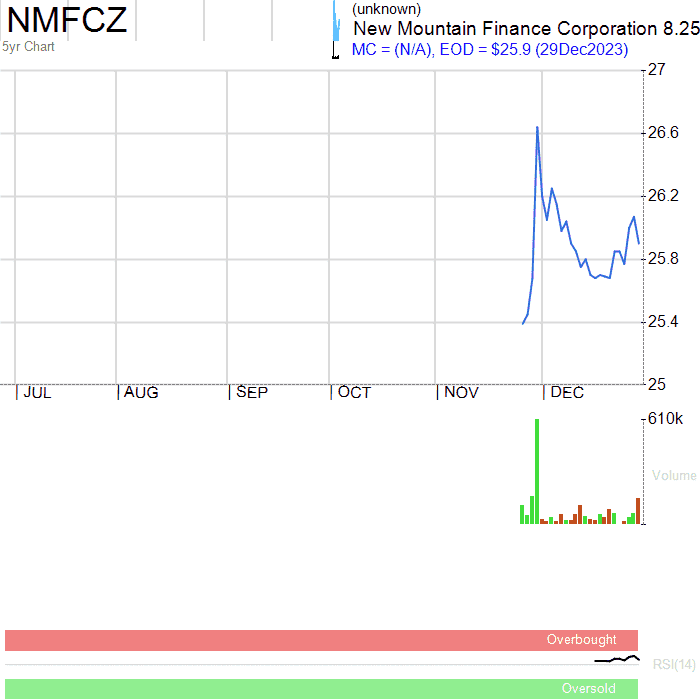 NMFCZ
5yr Chart
(unknown)
New Mountain Finance Corporation 8.25
MC = (N/A), EOD = $25.9 (29Dec2023)
27
26.6
26.2
25.8
25.4
25
JUL AUG SEP OCT NOV DEC
610k
Volume
Overbought
RSI(14)
Oversold